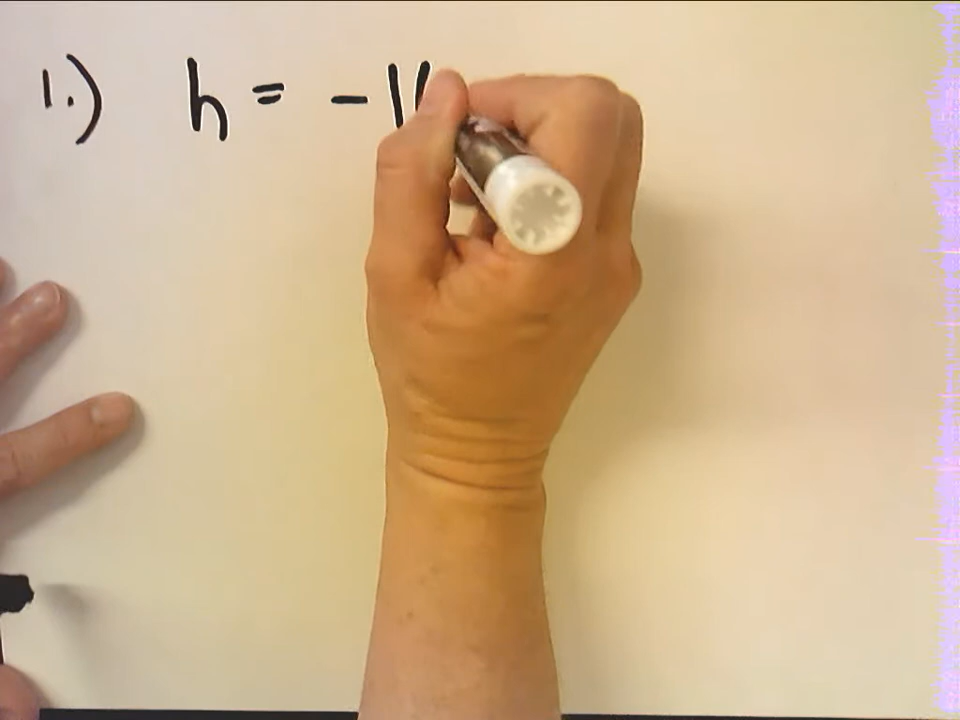 1.) h = - 1